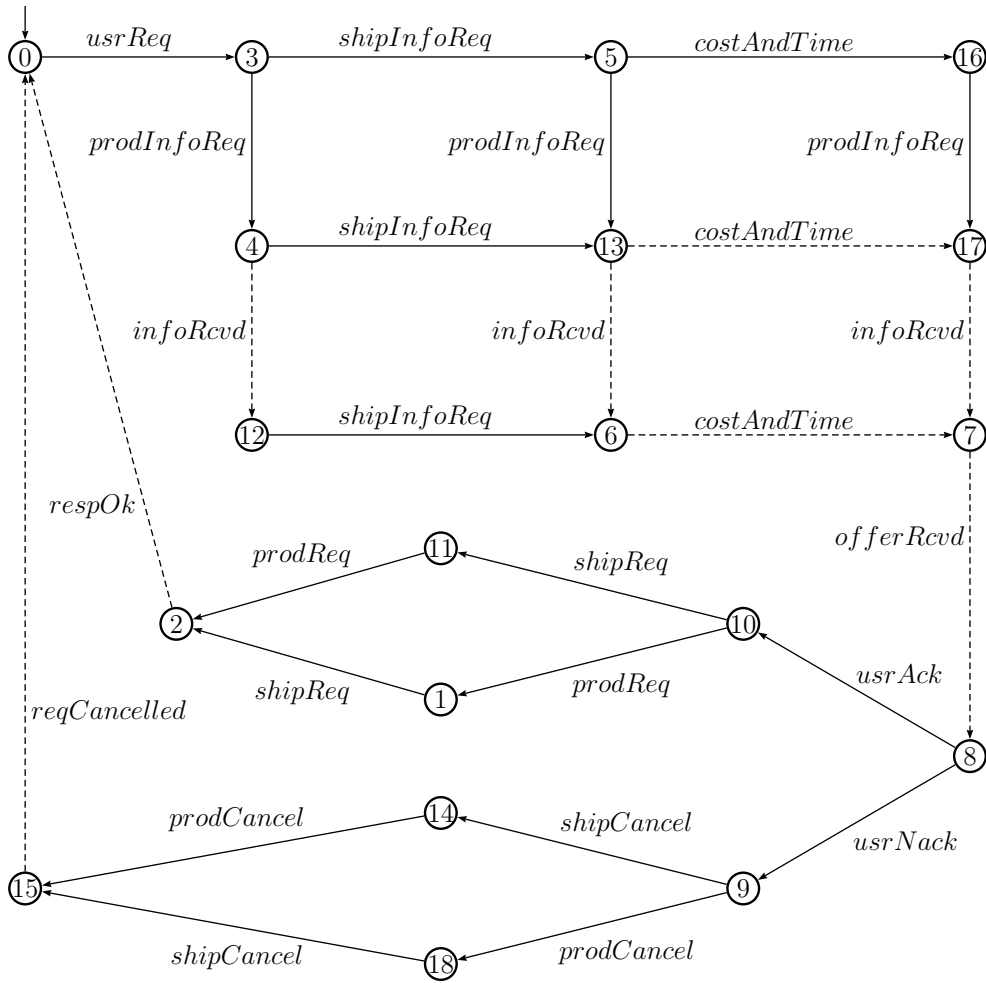 usrReq shipInfoReq costAndTime
0 3 5 16
prodInfoReq prodInfoReq prodInfoReq
shipInfoReq costAndTime
4 13 17
infoRcvd infoRcvd infoRcvd
shipInfoReq costAndTime
12 6 7
respOk
offerRcvd
11
prodReq shipReq
2 10
shipReq prodReq usrAck
1
reqCancelled
8
14
prodCancel shipCancel
usrNack
15 9
shipCancel prodCancel
18